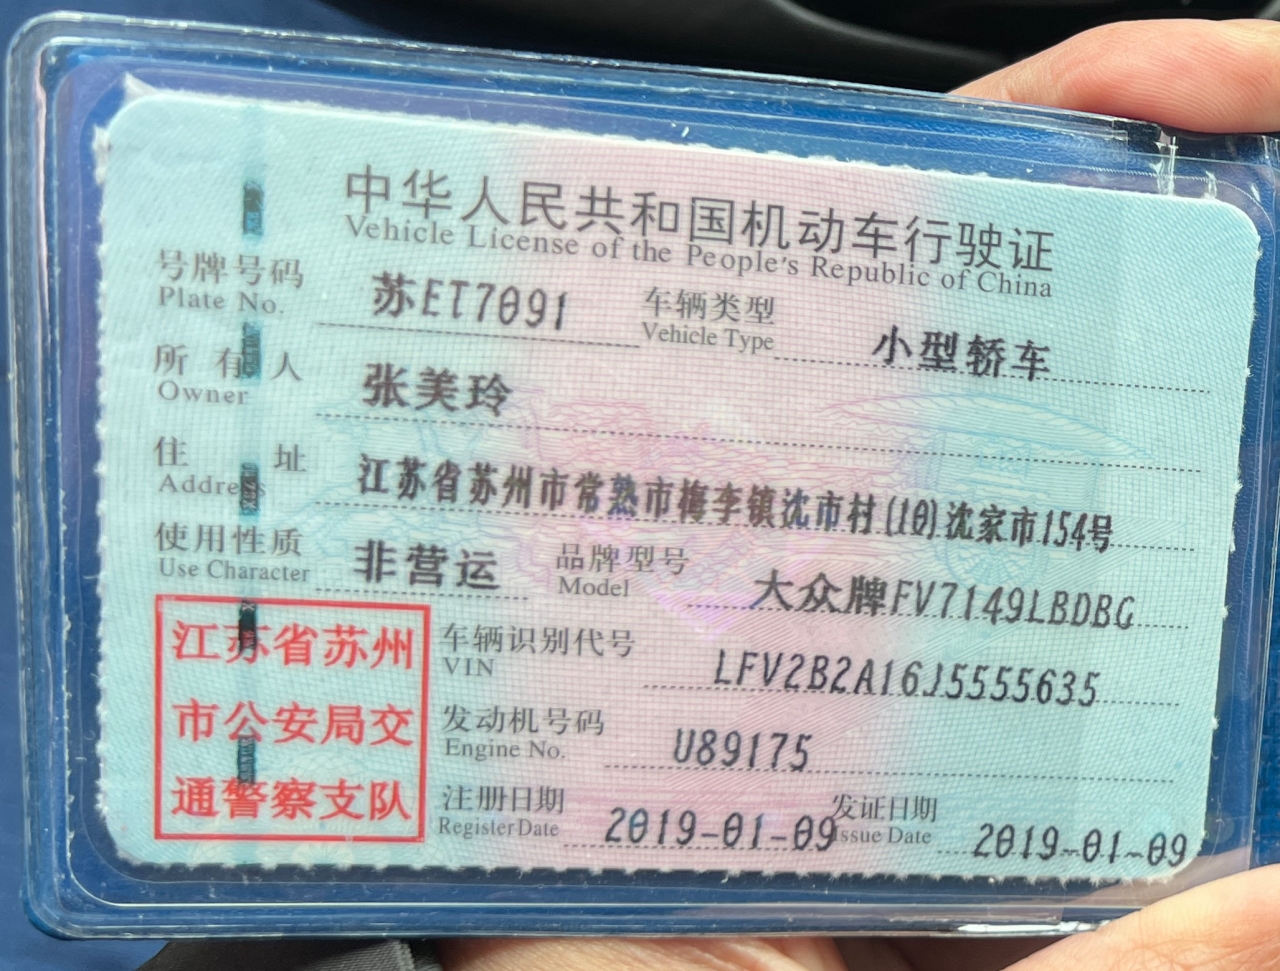 中华人民共和国机动车行驶证
Vehicle License of the People's Republic of China
号牌号码 苏ET7091 车辆类型 小型轿车
Plate No. Vehicle Type
所有人 张美玲
Owner
住址 江苏省苏州市常熟市梅李镇沈市村(10)沈家市154号
Address
使用性质 非营运 品牌型号 大众牌FV7149LBDBG
Use Character Model
江苏省苏州
市公安局交
通警察支队
车辆识别代号 LFV2B2A16J5555635
VIN
发动机号码 U89175
Engine No.
注册日期 2019-01-09 发证日期 2019-01-09
Register Date Issue Date